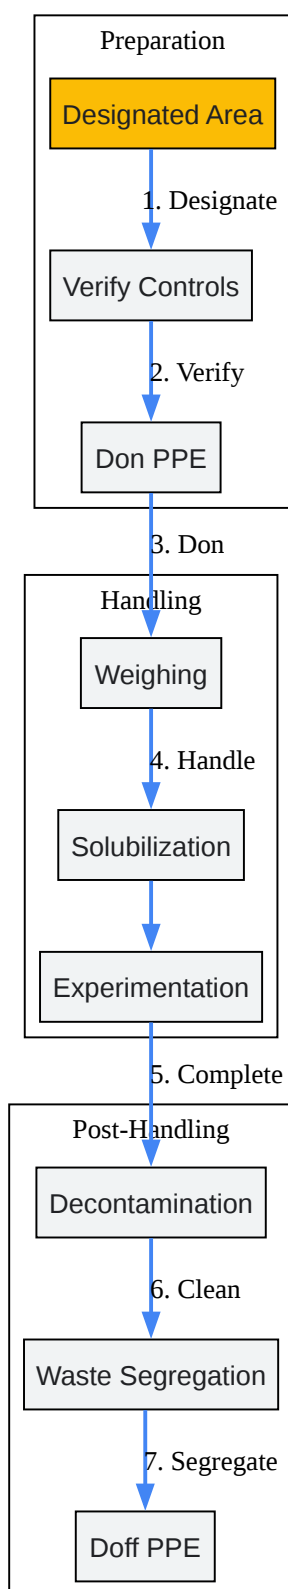 Preparation
Designated Area
1. Designate
Verify Controls
2. Verify
Don PPE
3. Don
Handling
Weighing
4. Handle
Solubilization
Experimentation
5. Complete
Post-Handling
Decontamination
6. Clean
Waste Segregation
7. Segregate
Doff PPE